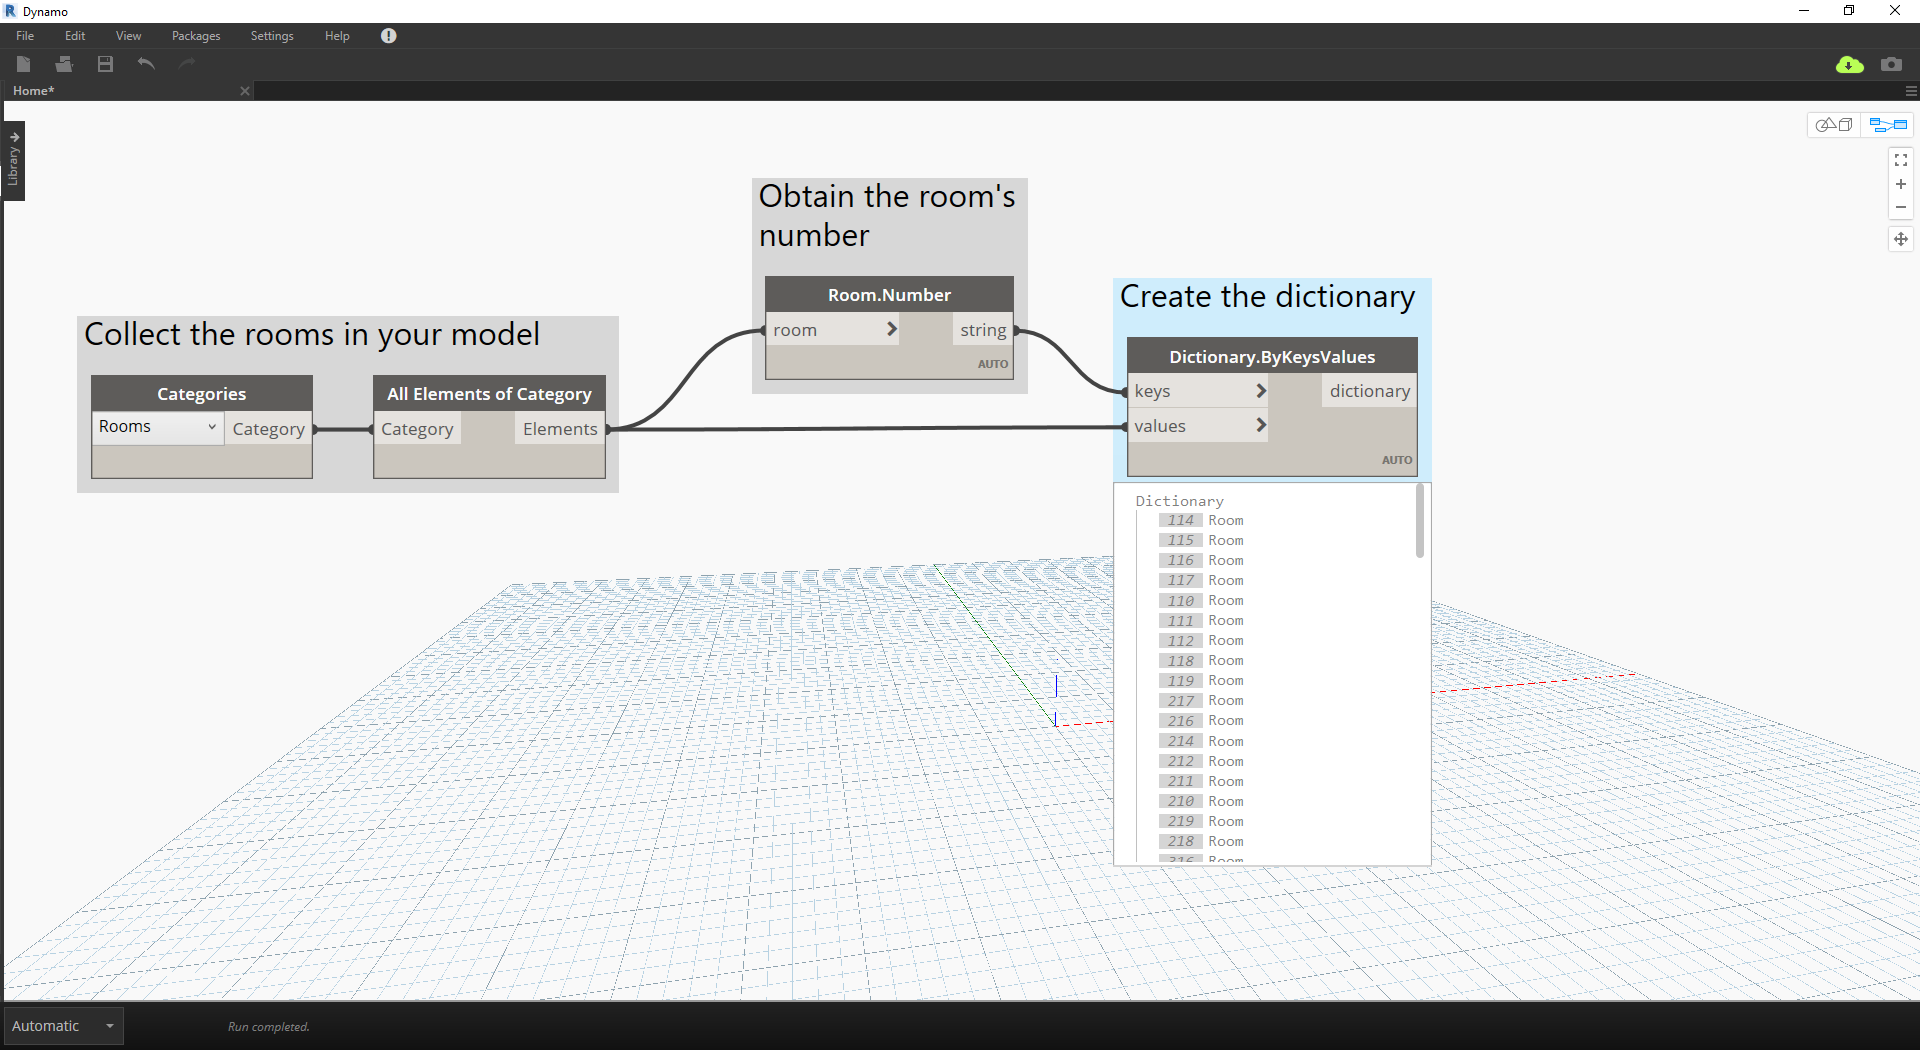 Dynamo
File Edit View Packages Settings Help
Home*
Library
Obtain the room's
number
Room.Number
room string
AUTO
Create the dictionary
Dictionary.ByKeysValues
keys dictionary
values
AUTO
Collect the rooms in your model
Categories
Rooms Category
All Elements of Category
Category Elements
Dictionary
114 Room
115 Room
116 Room
117 Room
110 Room
111 Room
112 Room
118 Room
119 Room
217 Room
216 Room
214 Room
212 Room
211 Room
210 Room
219 Room
218 Room
316 Room
Automatic
Run completed.